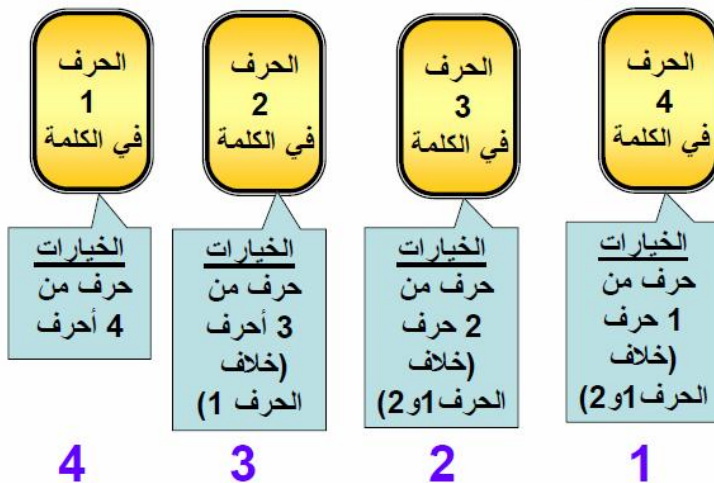 الحرف
1
في الكلمة
الحرف
2
في الكلمة
الحرف
3
في الكلمة
الحرف
4
في الكلمة
الخيارات
حرف من
4 أحرف
الخيارات
حرف من
3 أحرف
(خلاف
الحرف 1)
الخيارات
حرف من
2 حرف
(خلاف
الحرف1و2)
الخيارات
حرف من
1 حرف
(خلاف
الحرف1و2)
4
3
2
1